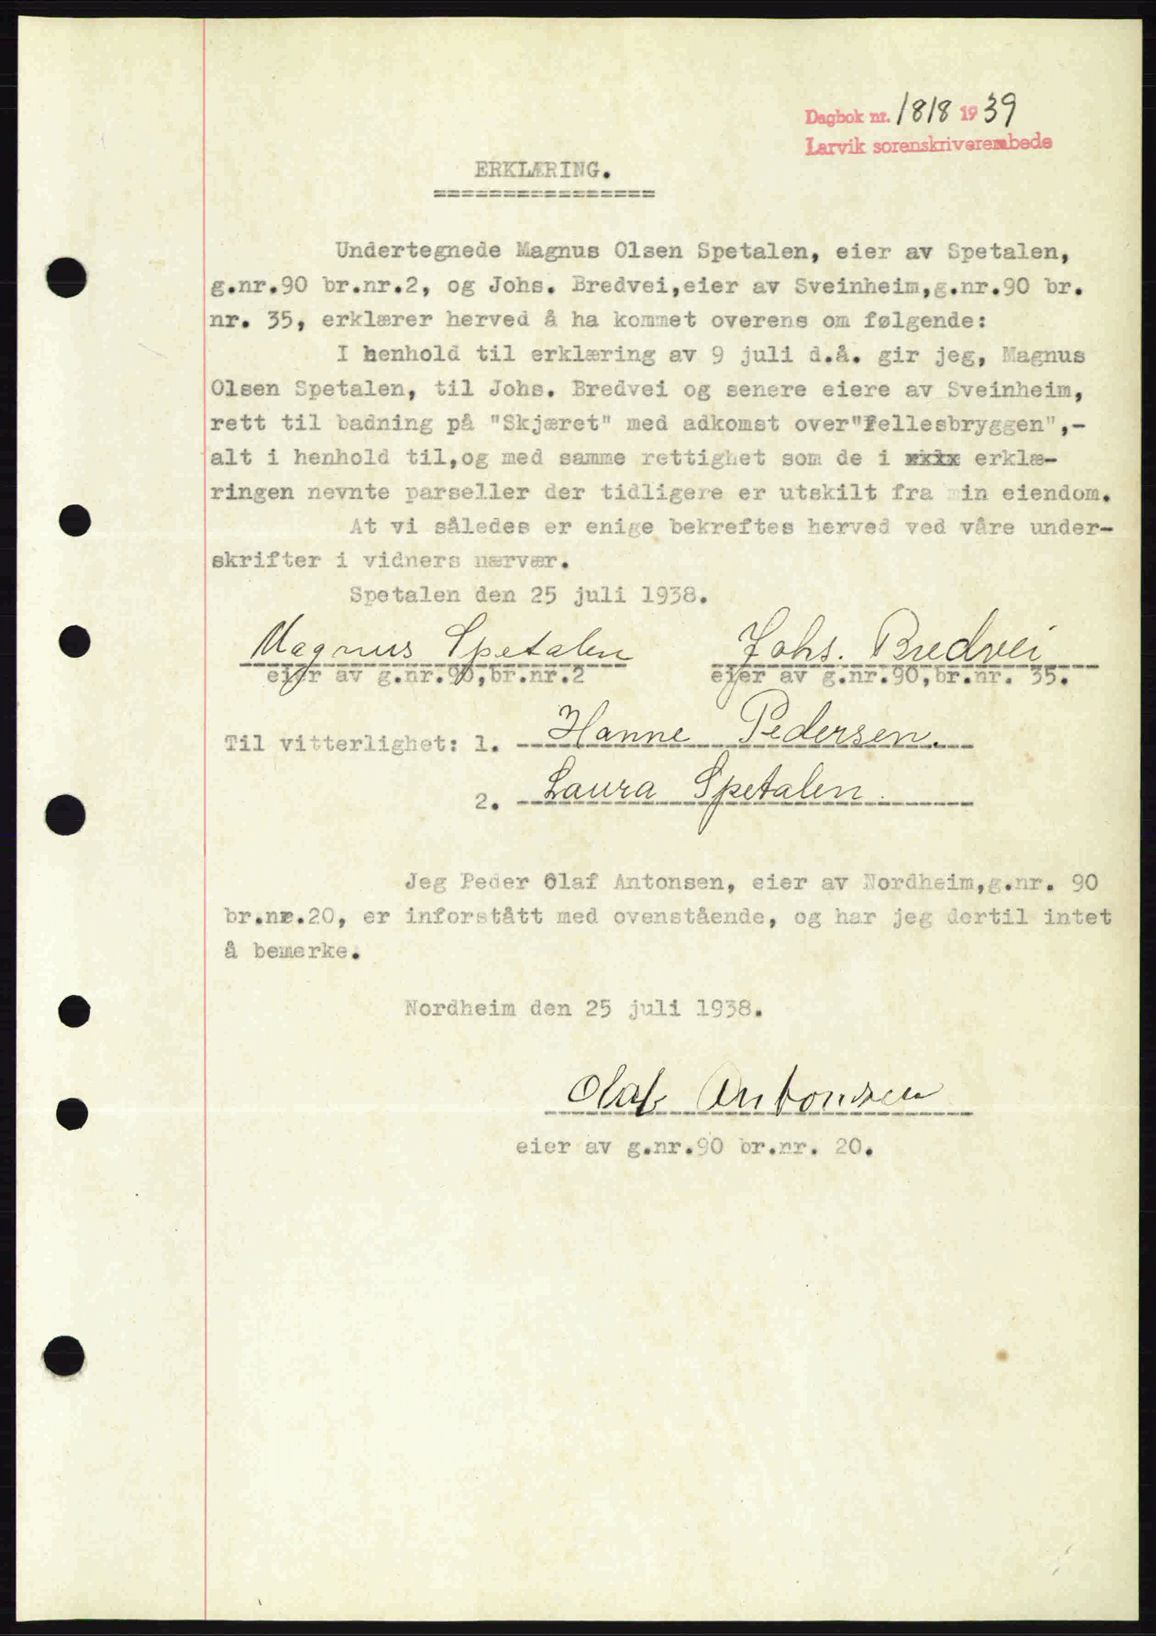 Dagbok nr. 1818 1939
Larvik sorenskriverembede
ERKLÆRING.
================
Undertegnede Magnus Olsen Spetalen, eier av Spetalen,
g.nr.90 br.nr.2, og Johs. Bredvei,eier av Sveinheim,g.nr.90 br.
nr. 35, erklærer herved å ha kommet overens om følgende:
I henhold til erklæring av 9 juli d.å. gir jeg, Magnus
Olsen Spetalen, til Johs. Bredvei og senere eiere av Sveinheim,
rett til badning på "Skjæret" med adkomst over"fellesbryggen",-
alt i henhold til,og med samme rettighet som de i xxxx erklæ-
ringen nevnte parseller der tidligere er utskilt fra min eiendom.
At vi således er enige bekreftes herved ved våre under-
skrifter i vidners nærvær.
Spetalen den 25 juli 1938.
Magnus Spetalen Johs. Bredvei
eier av g.nr.90,br.nr.2 eier av g.nr.90,br.nr. 35.
Til vitterlighet: 1. Hanne Pedersen.
2. Laura Spetalen.
Jeg Peder Olaf Antonsen, eier av Nordheim,g.nr. 90
br.nr.20, er inforstått med ovenstående, og har jeg dertil intet
å bemerke.
Nordheim den 25 juli 1938.
Olaf Antonsen
eier av g.nr.90 br.nr. 20.